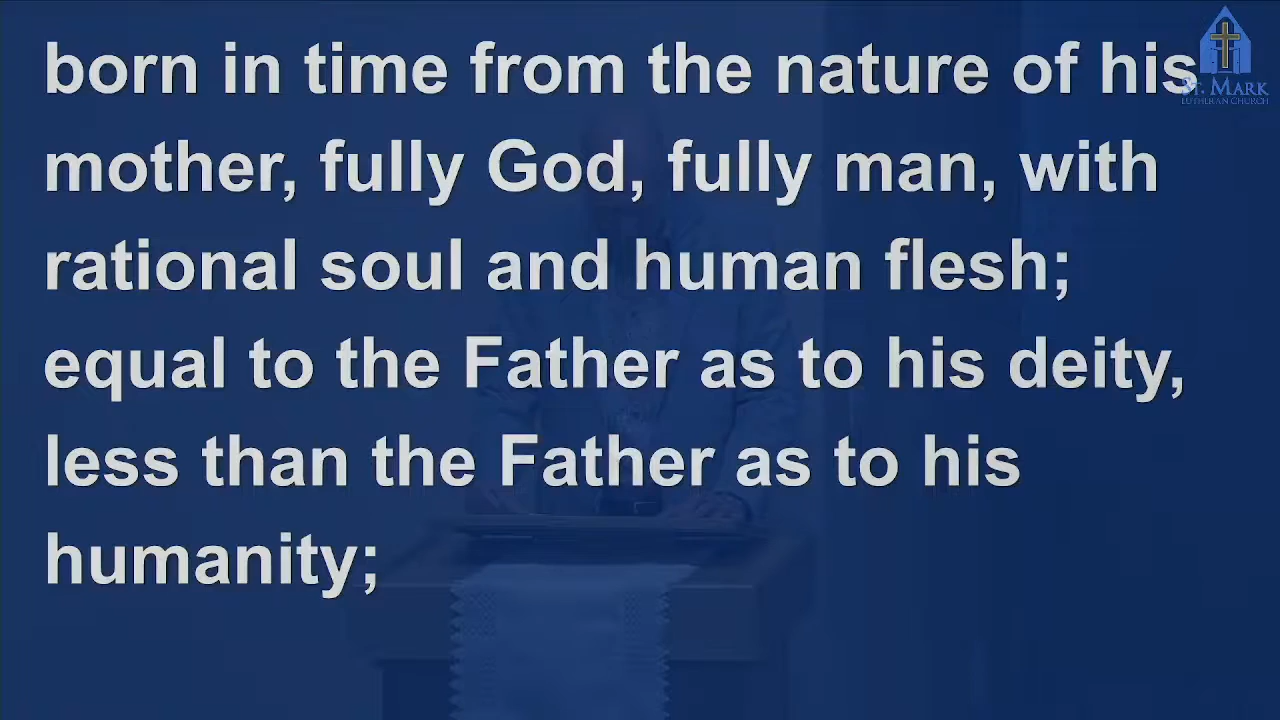 born in time from the nature of his
mother, fully God, fully man, with
rational soul and human flesh;
equal to the Father as to his deity,
less than the Father as to his
humanity;
St. Mark
Lutheran Church